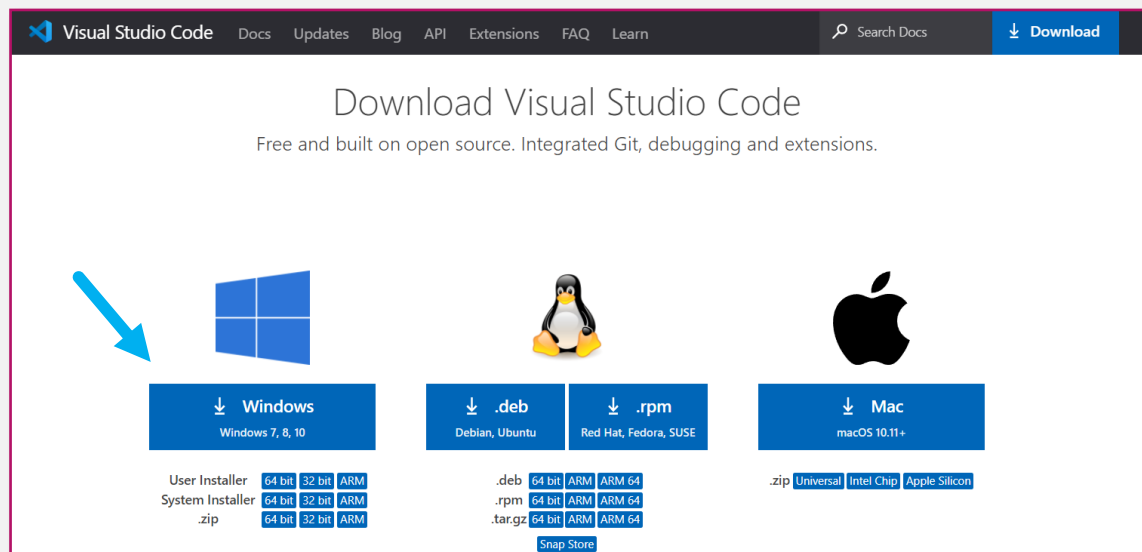 Visual Studio Code Docs Updates Blog API Extensions FAQ Learn Search Docs Download
Download Visual Studio Code
Free and built on open source. Integrated Git, debugging and extensions.
Windows
Windows 7, 8, 10
User Installer 64 bit 32 bit ARM
System Installer 64 bit 32 bit ARM
.zip 64 bit 32 bit ARM
.deb
Debian, Ubuntu
.rpm
Red Hat, Fedora, SUSE
.deb 64 bit ARM ARM 64
.rpm 64 bit ARM ARM 64
.tar.gz 64 bit ARM ARM 64
Snap Store
Mac
macOS 10.11+
.zip Universal Intel Chip Apple Silicon